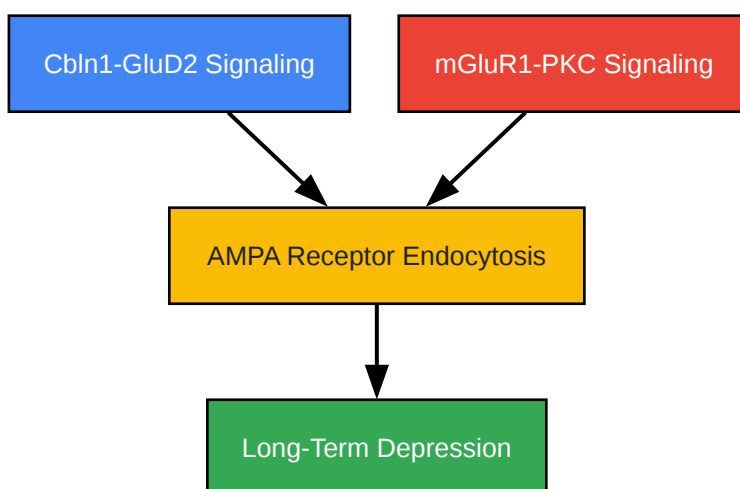 Cbln1-GluD2 Signaling
mGluR1-PKC Signaling
AMPA Receptor Endocytosis
Long-Term Depression